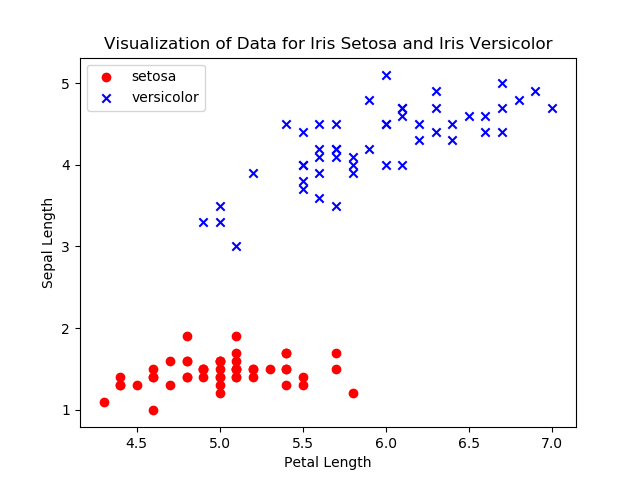 Visualization of Data for Iris Setosa and Iris Versicolor
setosa
versicolor
5
4
3
2
1
Sepal Length
4.5 5.0 5.5 6.0 6.5 7.0
Petal Length